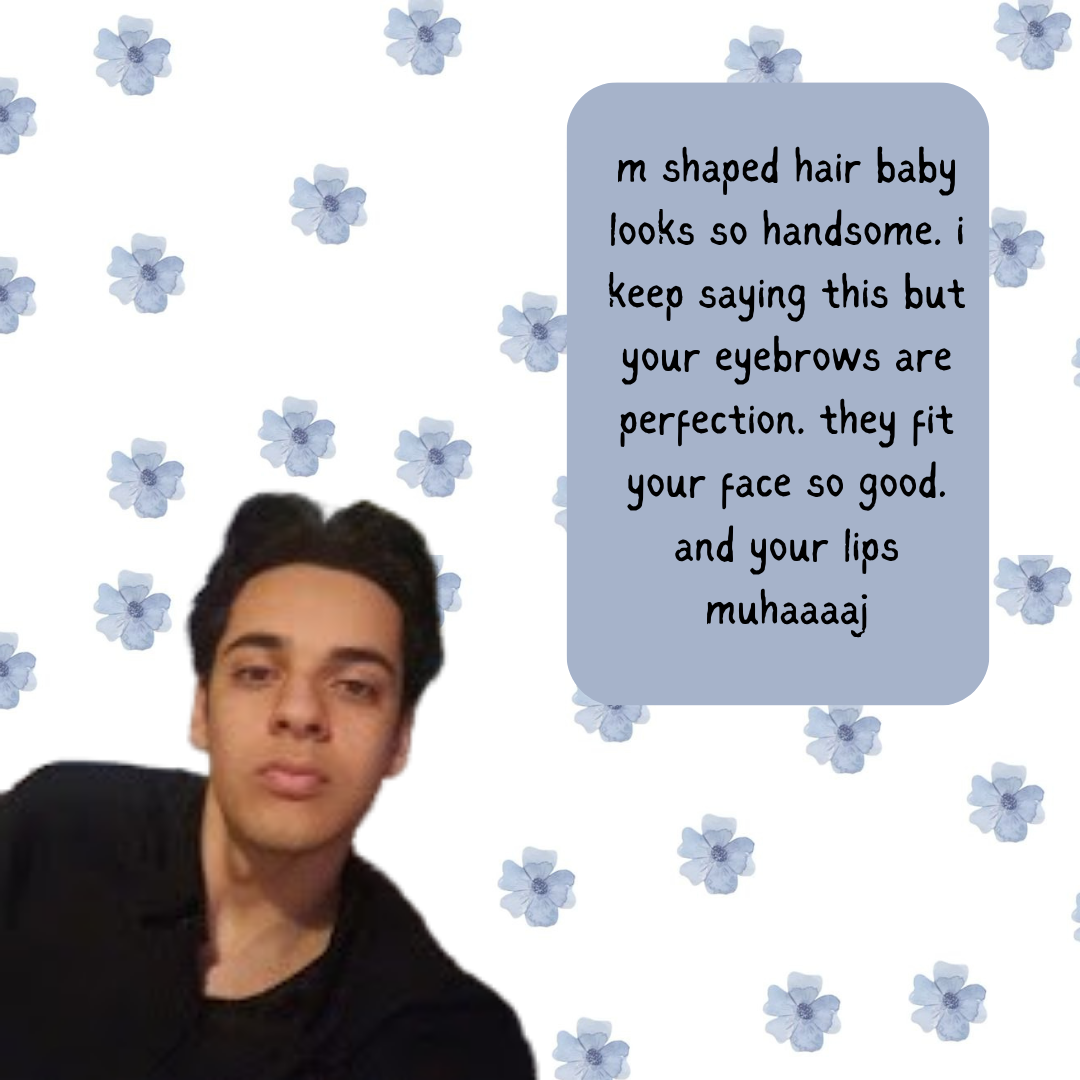 m shaped hair baby
looks so handsome. i
keep saying this but
your eyebrows are
perfection. they fit
your face so good.
and your lips
muhaaaaj